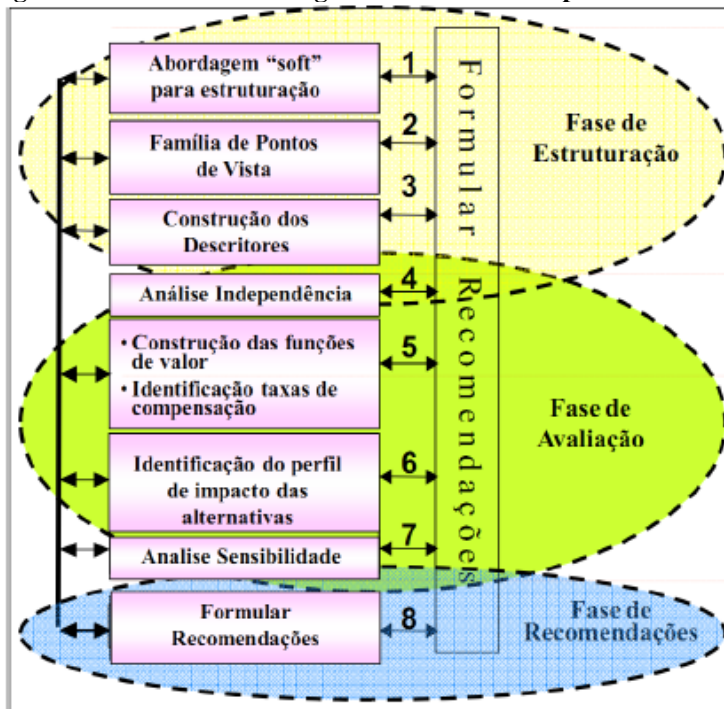 Abordagem “soft”
para estruturação
1
Família de Pontos
de Vista
2
Construção dos
Descritores
3
Análise Independência
4
• Construção das funções
de valor
• Identificação taxas de
compensação
5
Identificação do perfil
de impacto das
alternativas
6
Analise Sensibilidade
7
Formular
Recomendações
8
Formular Recomendações
Fase de
Estruturação
Fase de
Avaliação
Fase de
Recomendações